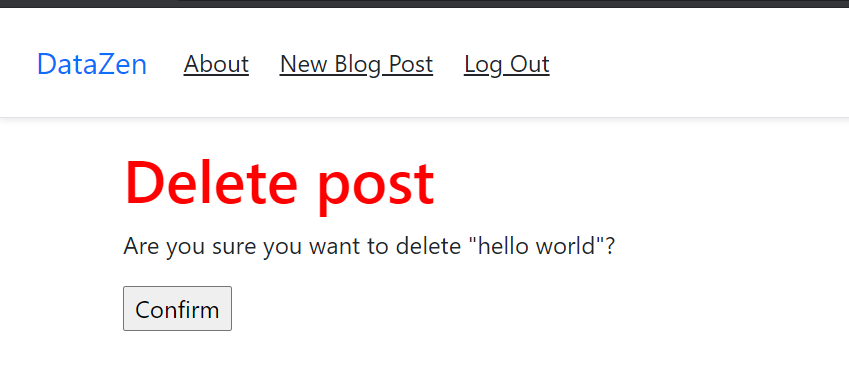 DataZen About New Blog Post Log Out
Delete post
Are you sure you want to delete "hello world"?
Confirm